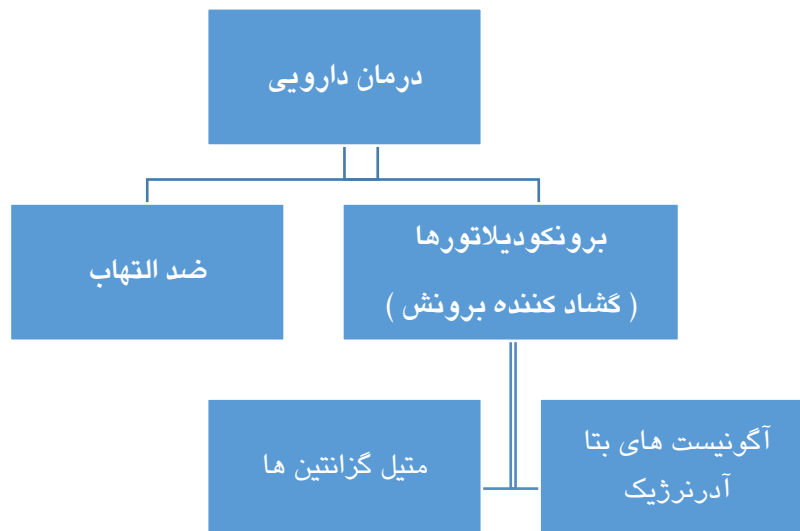 درمان دارویی
برونکودیلاتورها
( گشاد کننده برونش )
ضد التهاب
آگونیست های بتا
آدرنرژیک
متیل گزانتین ها